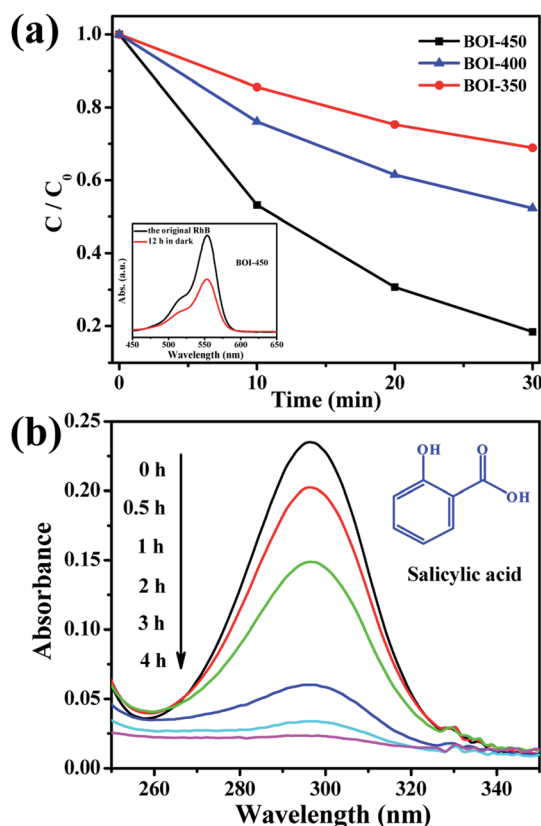 (a)
1.0
0.8
0.6
0.4
0.2
C / C0
BOI-450
BOI-400
BOI-350
the original RhB
12 h in dark
BOI-450
Abs. (a.u.)
450 500 550 600 650
Wavelength (nm)
0 10 20 30
Time (min)
(b)
0.25
0.20
0.15
0.10
0.05
0.00
Absorbance
0 h
0.5 h
1 h
2 h
3 h
4 h
OH
O
OH
Salicylic acid
260 280 300 320 340
Wavelength (nm)